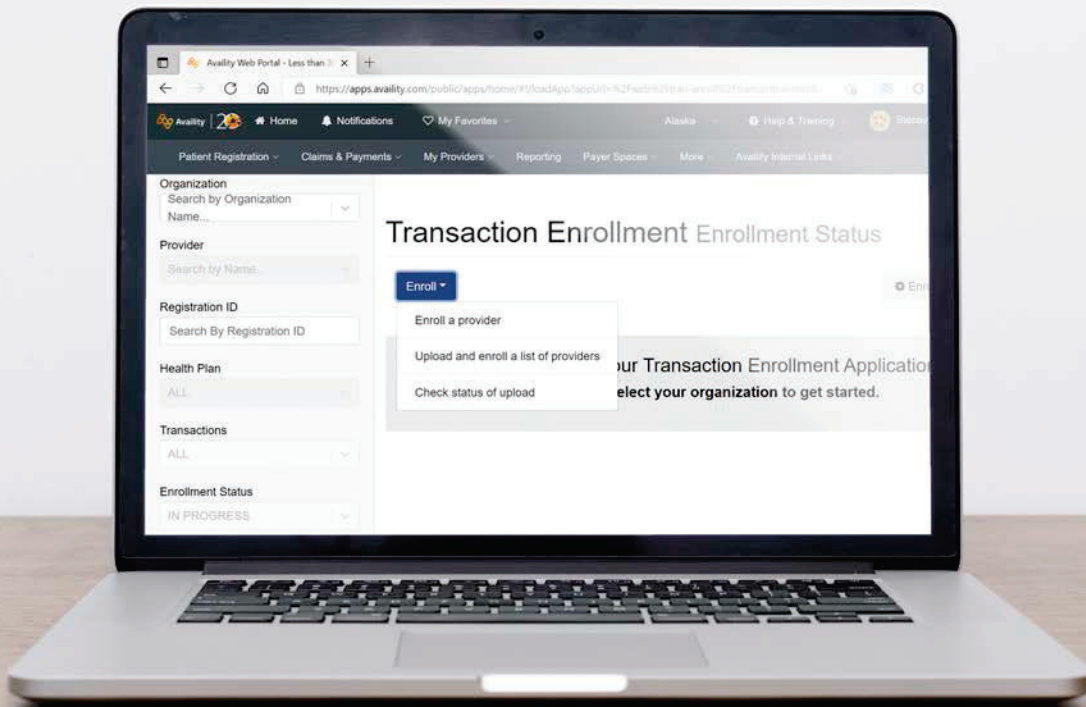 Availity Web Portal - Less than 3
https://apps.availity.com/public/apps/home/#!/loadApp?appUrl=
Availity | 20 Home Notifications My Favorites Alaska Help & Training
Patient Registration Claims & Payments My Providers Reporting Payer Spaces More Availity Internal Links
Organization
Search by Organization
Name...
Provider
Search by Name...
Registration ID
Search By Registration ID
Health Plan
ALL
Transactions
ALL
Enrollment Status
IN PROGRESS
Transaction Enrollment Enrollment Status
Enroll
Enroll a provider
Upload and enroll a list of providers
Check status of upload
our Transaction Enrollment Application
elect your organization to get started.